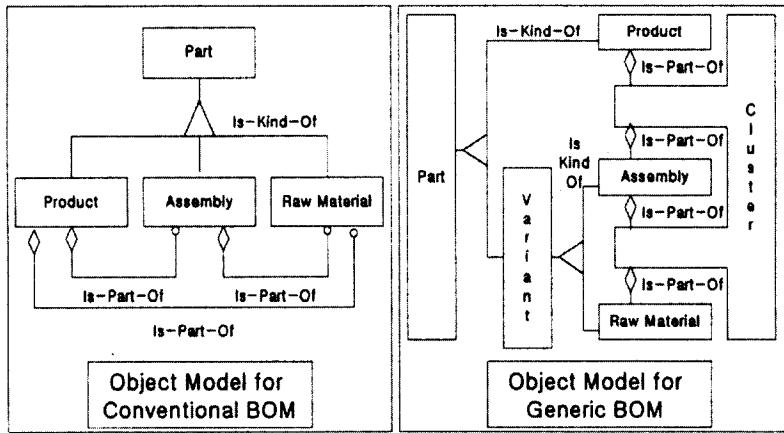 Part
Is-Kind-Of
Product
Assembly
Raw Material
Is-Part-Of
Is-Part-Of
Is-Part-Of
Object Model for
Conventional BOM
Is-Kind-Of
Product
Is-Part-Of
Is-Part-Of
Is
Kind
Of
Assembly
Is-Part-Of
Part
Variant
Cluster
Is-Part-Of
Raw Material
Object Model for
Generic BOM